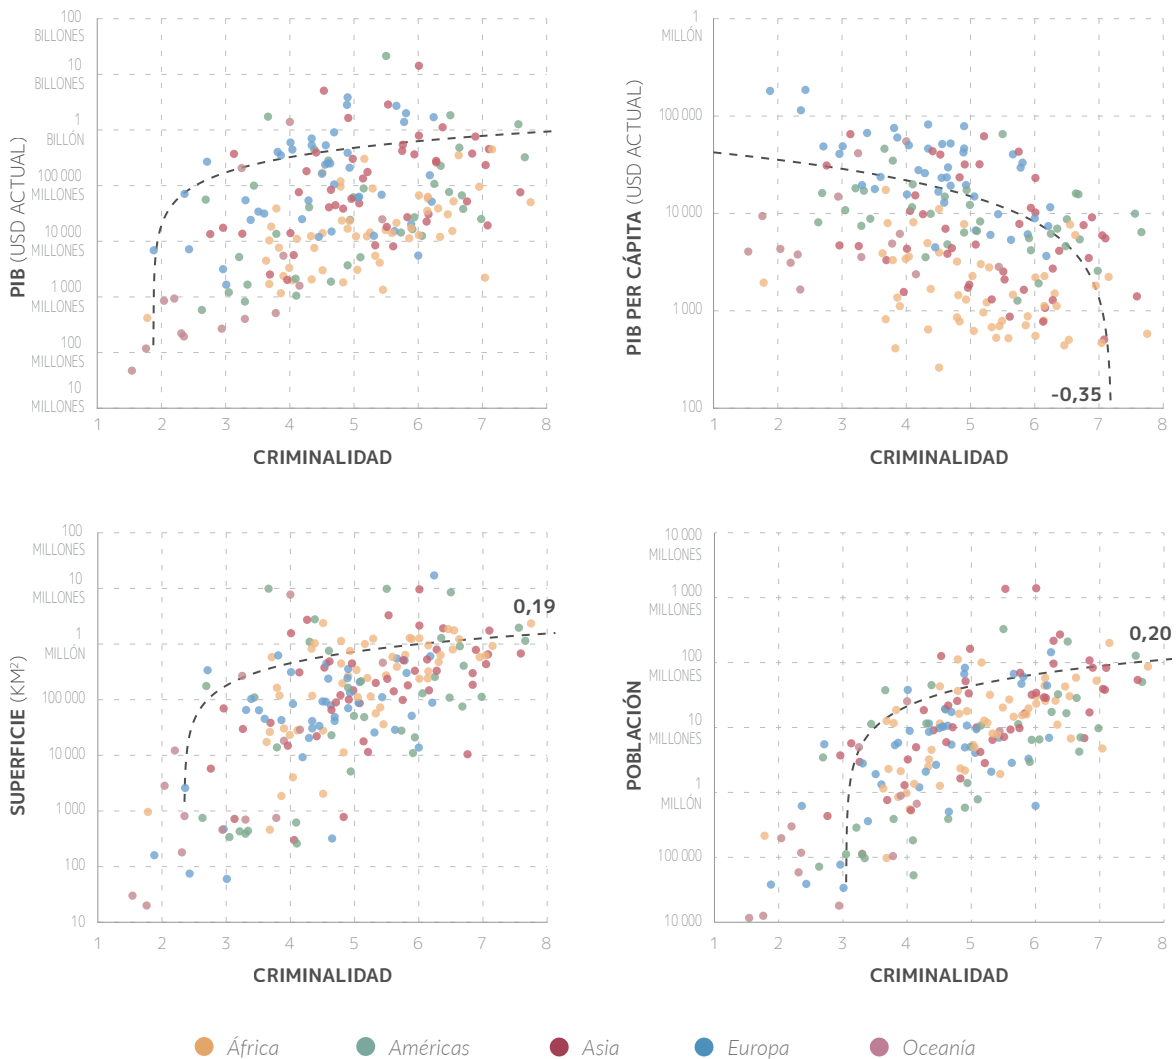 100
BILLONES
10
BILLONES
1
BILLÓN
100 000
MILLONES
10 000
MILLONES
1 000
MILLONES
100
MILLONES
10
MILLONES
PIB (USD ACTUAL)
1 2 3 4 5 6 7 8
CRIMINALIDAD
1
MILLÓN
100 000
10 000
1 000
100
PIB PER CÁPITA (USD ACTUAL)
-0,35
1 2 3 4 5 6 7 8
CRIMINALIDAD
100
MILLONES
10
MILLONES
1
MILLÓN
100 000
10 000
1 000
100
10
SUPERFICIE (KM²)
0,19
1 2 3 4 5 6 7 8
CRIMINALIDAD
10 000
MILLONES
1 000
MILLONES
100
MILLONES
10
MILLONES
1
MILLÓN
100 000
10 000
POBLACIÓN
0,20
1 2 3 4 5 6 7 8
CRIMINALIDAD
África Américas Asia Europa Oceanía